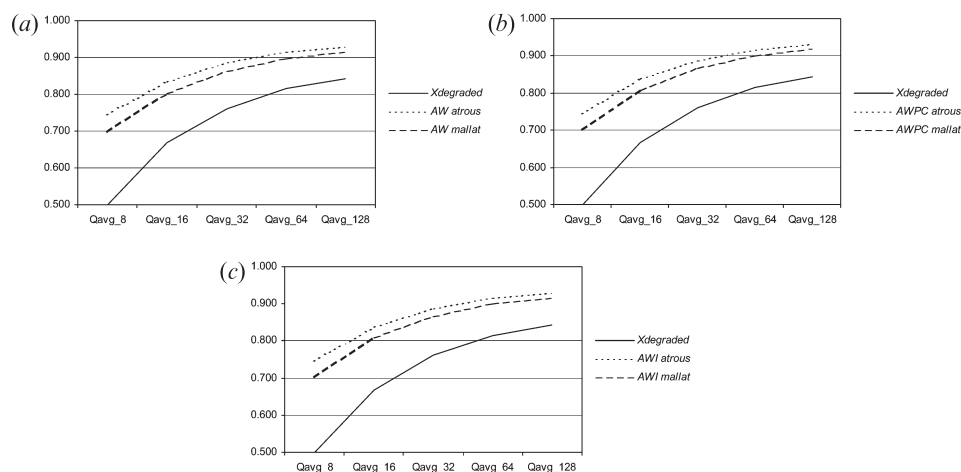 (a)
1.000
0.900
0.800
0.700
0.600
0.500
Qavg_8 Qavg_16 Qavg_32 Qavg_64 Qavg_128
Xdegraded
AW atrous
AW mallat
(b)
1.000
0.900
0.800
0.700
0.600
0.500
Qavg_8 Qavg_16 Qavg_32 Qavg_64 Qavg_128
Xdegraded
AWPC atrous
AWPC mallat
(c)
1.000
0.900
0.800
0.700
0.600
0.500
Qavg_8 Qavg_16 Qavg_32 Qavg_64 Qavg_128
Xdegraded
AWI atrous
AWI mallat